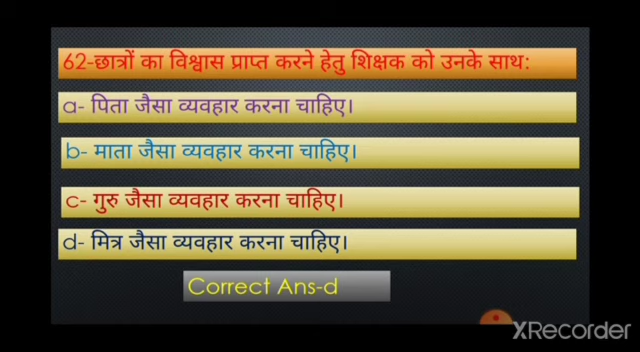 62-छात्रों का विश्वास प्राप्त करने हेतु शिक्षक को उनके साथ:
a- पिता जैसा व्यवहार करना चाहिए।
b- माता जैसा व्यवहार करना चाहिए।
c- गुरु जैसा व्यवहार करना चाहिए।
d- मित्र जैसा व्यवहार करना चाहिए।
Correct Ans-d
XRecorder